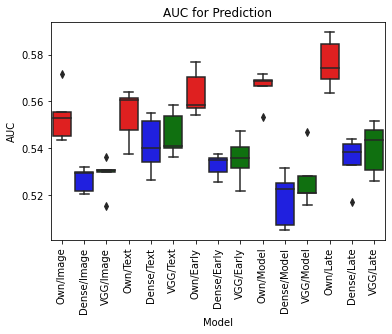 AUC for Prediction
AUC
0.58
0.56
0.54
0.52
Own/Image
Dense/Image
VGG/Image
Own/Text
Dense/Text
VGG/Text
Own/Early
Dense/Early
VGG/Early
Own/Model
Dense/Model
VGG/Model
Own/Late
Dense/Late
VGG/Late
Model